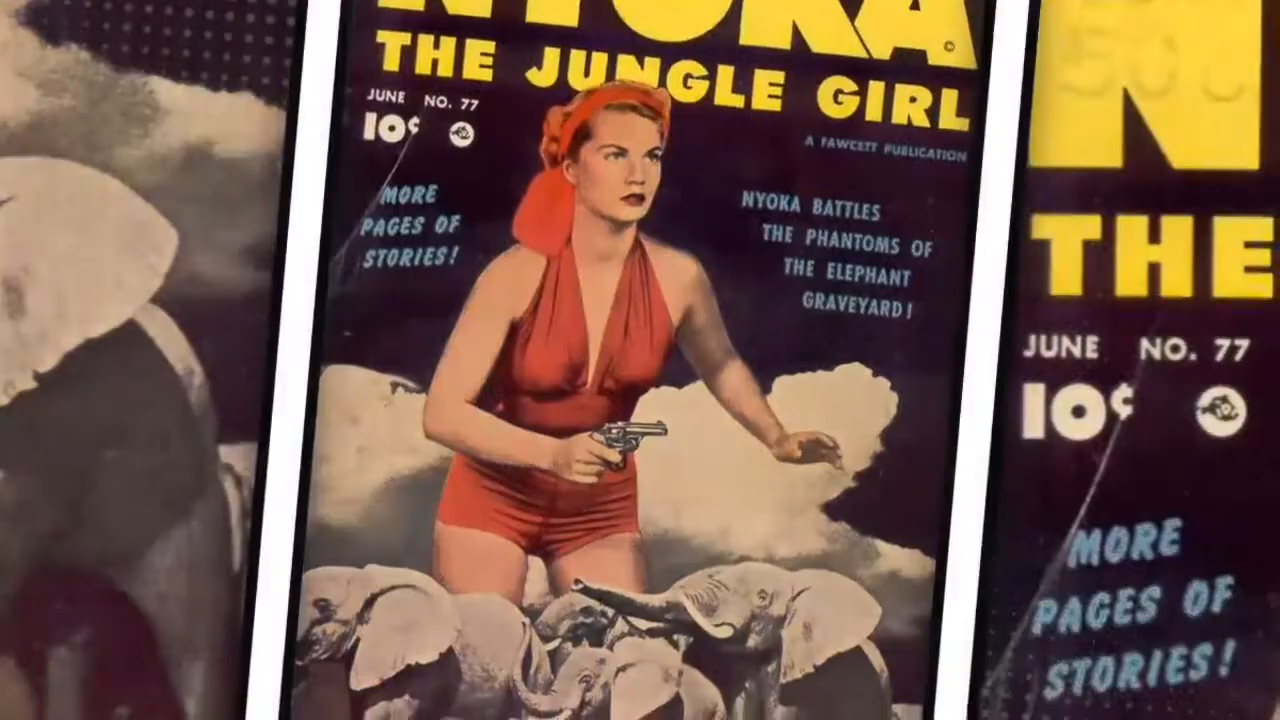 NYOKA
THE JUNGLE GIRL
JUNE NO. 77
10¢
A FAWCETT PUBLICATION
MORE
PAGES OF
STORIES!
NYOKA BATTLES
THE PHANTOMS OF
THE ELEPHANT
GRAVEYARD!
N
THE
JUNE NO. 77
10¢
MORE
PAGES OF
STORIES!